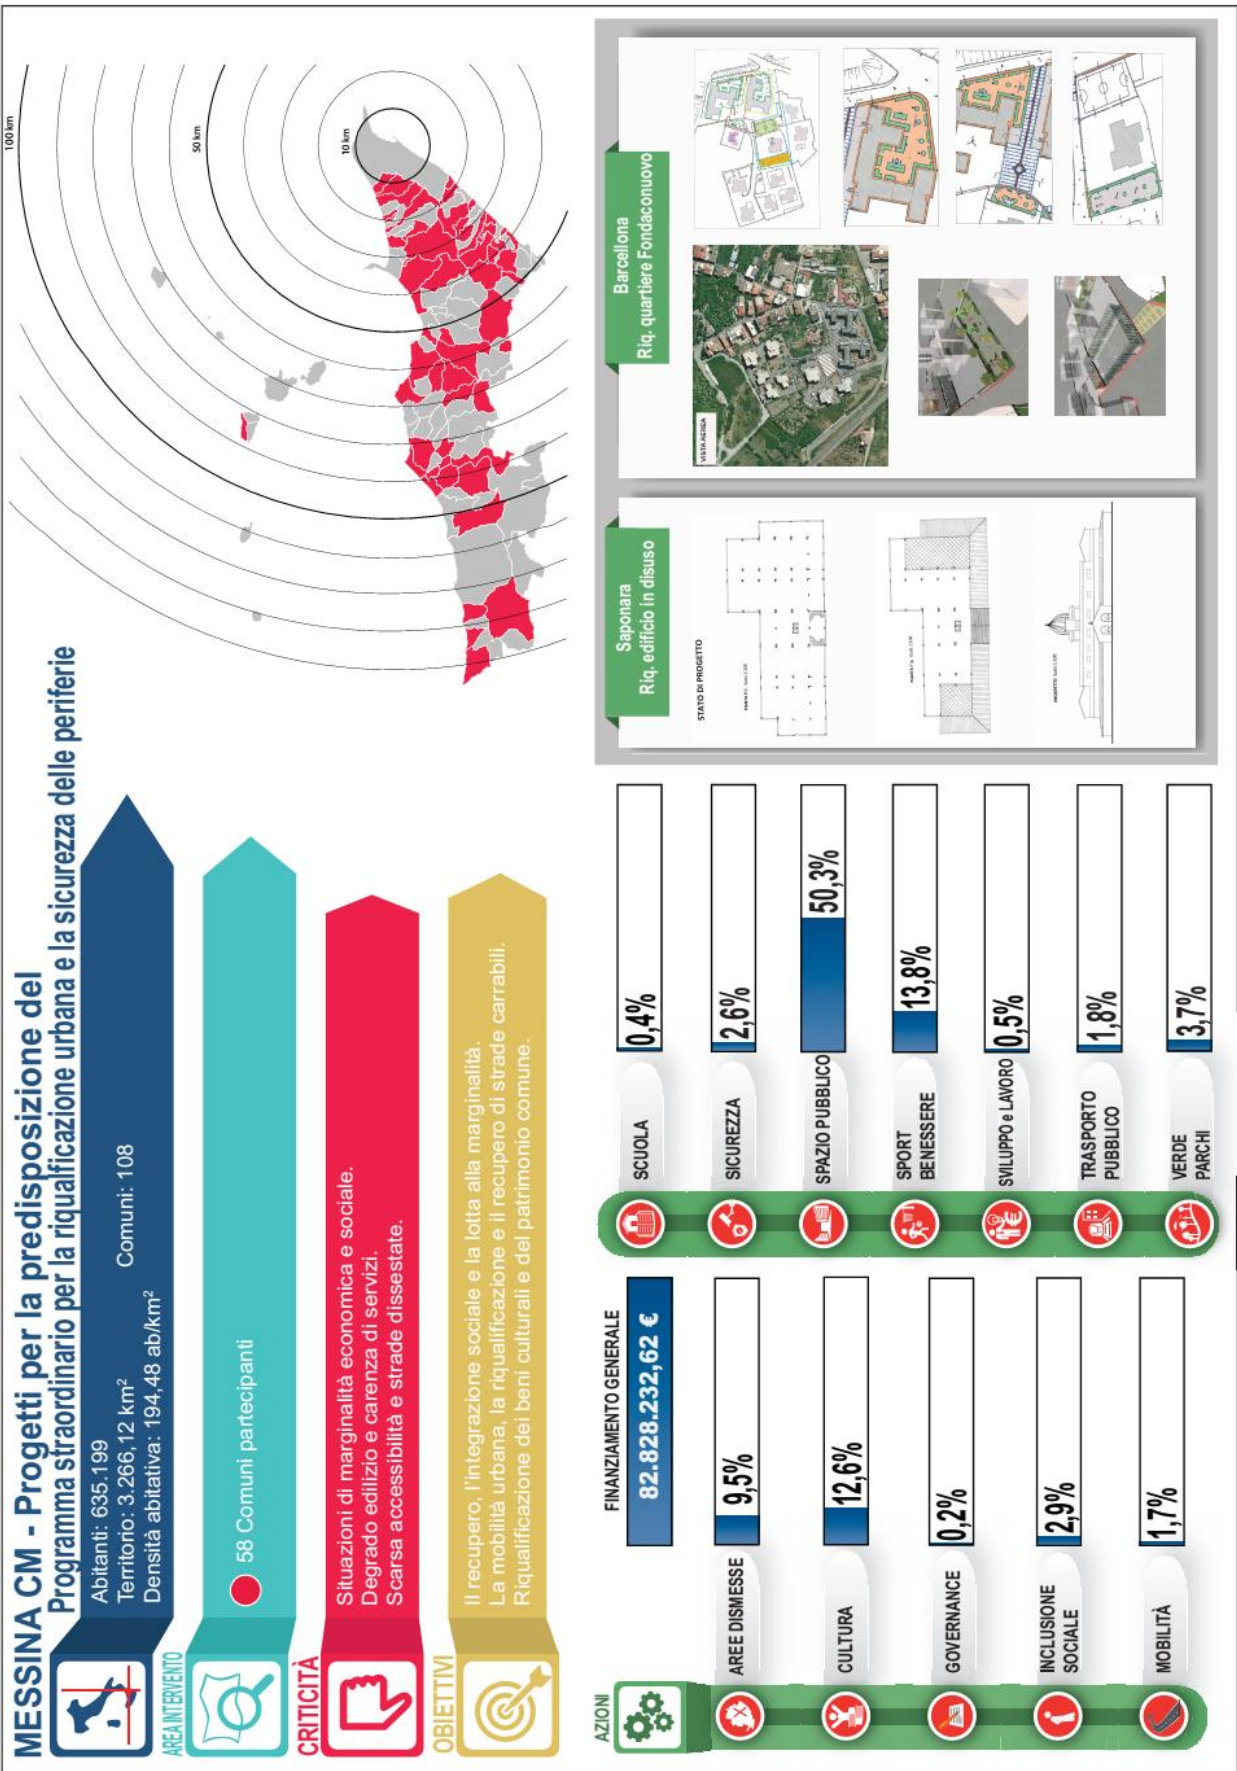 MESSINA CM - Progetti per la predisposizione del
Programma straordinario per la riqualificazione urbana e la sicurezza delle periferie
Abitanti: 635.199
Territorio: 3.266,12 km² Comuni: 108
Densità abitativa: 194,48 ab/km²
AREA INTERVENTO
58 Comuni partecipanti
CRITICITÀ
Situazioni di marginalità economica e sociale.
Degrado edilizio e carenza di servizi.
Scarsa accessibilità e strade dissestate.
OBIETTIVI
Il recupero, l'integrazione sociale e la lotta alla marginalità.
La mobilità urbana, la riqualificazione e il recupero di strade carrabili.
Riqualificazione dei beni culturali e del patrimonio comune.
100 km
50 km
10 km
AZIONI
FINANZIAMENTO GENERALE
82.828.232,62 €
AREE DISMESSE
9,5%
CULTURA
12,6%
GOVERNANCE
0,2%
INCLUSIONE
SOCIALE
2,9%
MOBILITÀ
1,7%
SCUOLA
0,4%
SICUREZZA
2,6%
SPAZIO PUBBLICO
50,3%
SPORT
BENESSERE
13,8%
SVILUPPO e LAVORO
0,5%
TRASPORTO
PUBBLICO
1,8%
VERDE
PARCHI
3,7%
Saponara
Riq. edificio in disuso
STATO DI PROGETTO
Barcellona
Riq. quartiere Fondaconuovo
VISTA AEREA